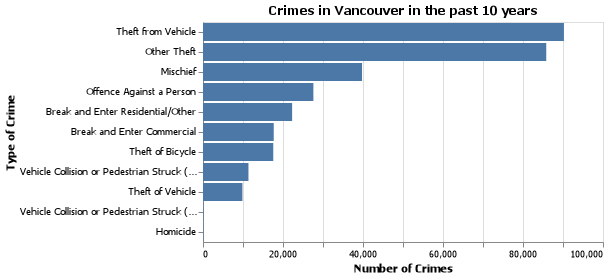 Crimes in Vancouver in the past 10 years
Type of Crime
Theft from Vehicle
Other Theft
Mischief
Offence Against a Person
Break and Enter Residential/Other
Break and Enter Commercial
Theft of Bicycle
Vehicle Collision or Pedestrian Struck (...
Theft of Vehicle
Vehicle Collision or Pedestrian Struck (...
Homicide
0 20,000 40,000 60,000 80,000 100,000
Number of Crimes